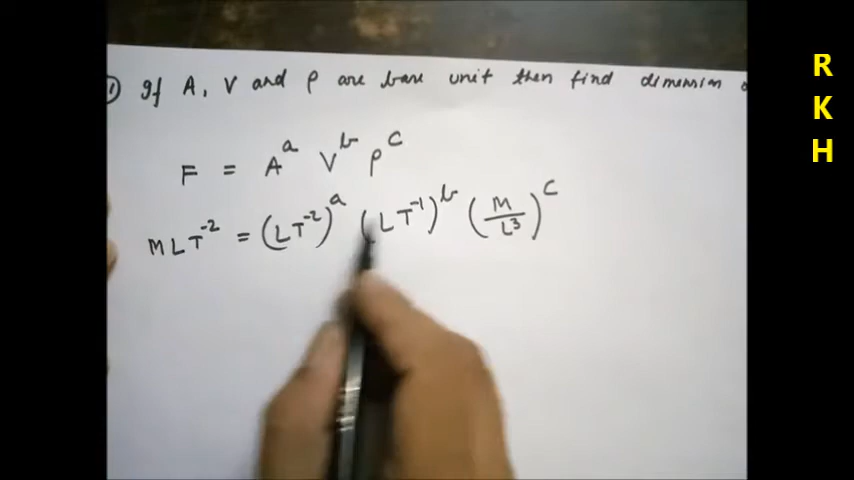 ① If A, V and ρ are base unit then find dimension
F = A^a V^b ρ^c
MLT^-2 = (LT^-2)^a (LT^-1)^b (M/L^3)^c
R
K
H